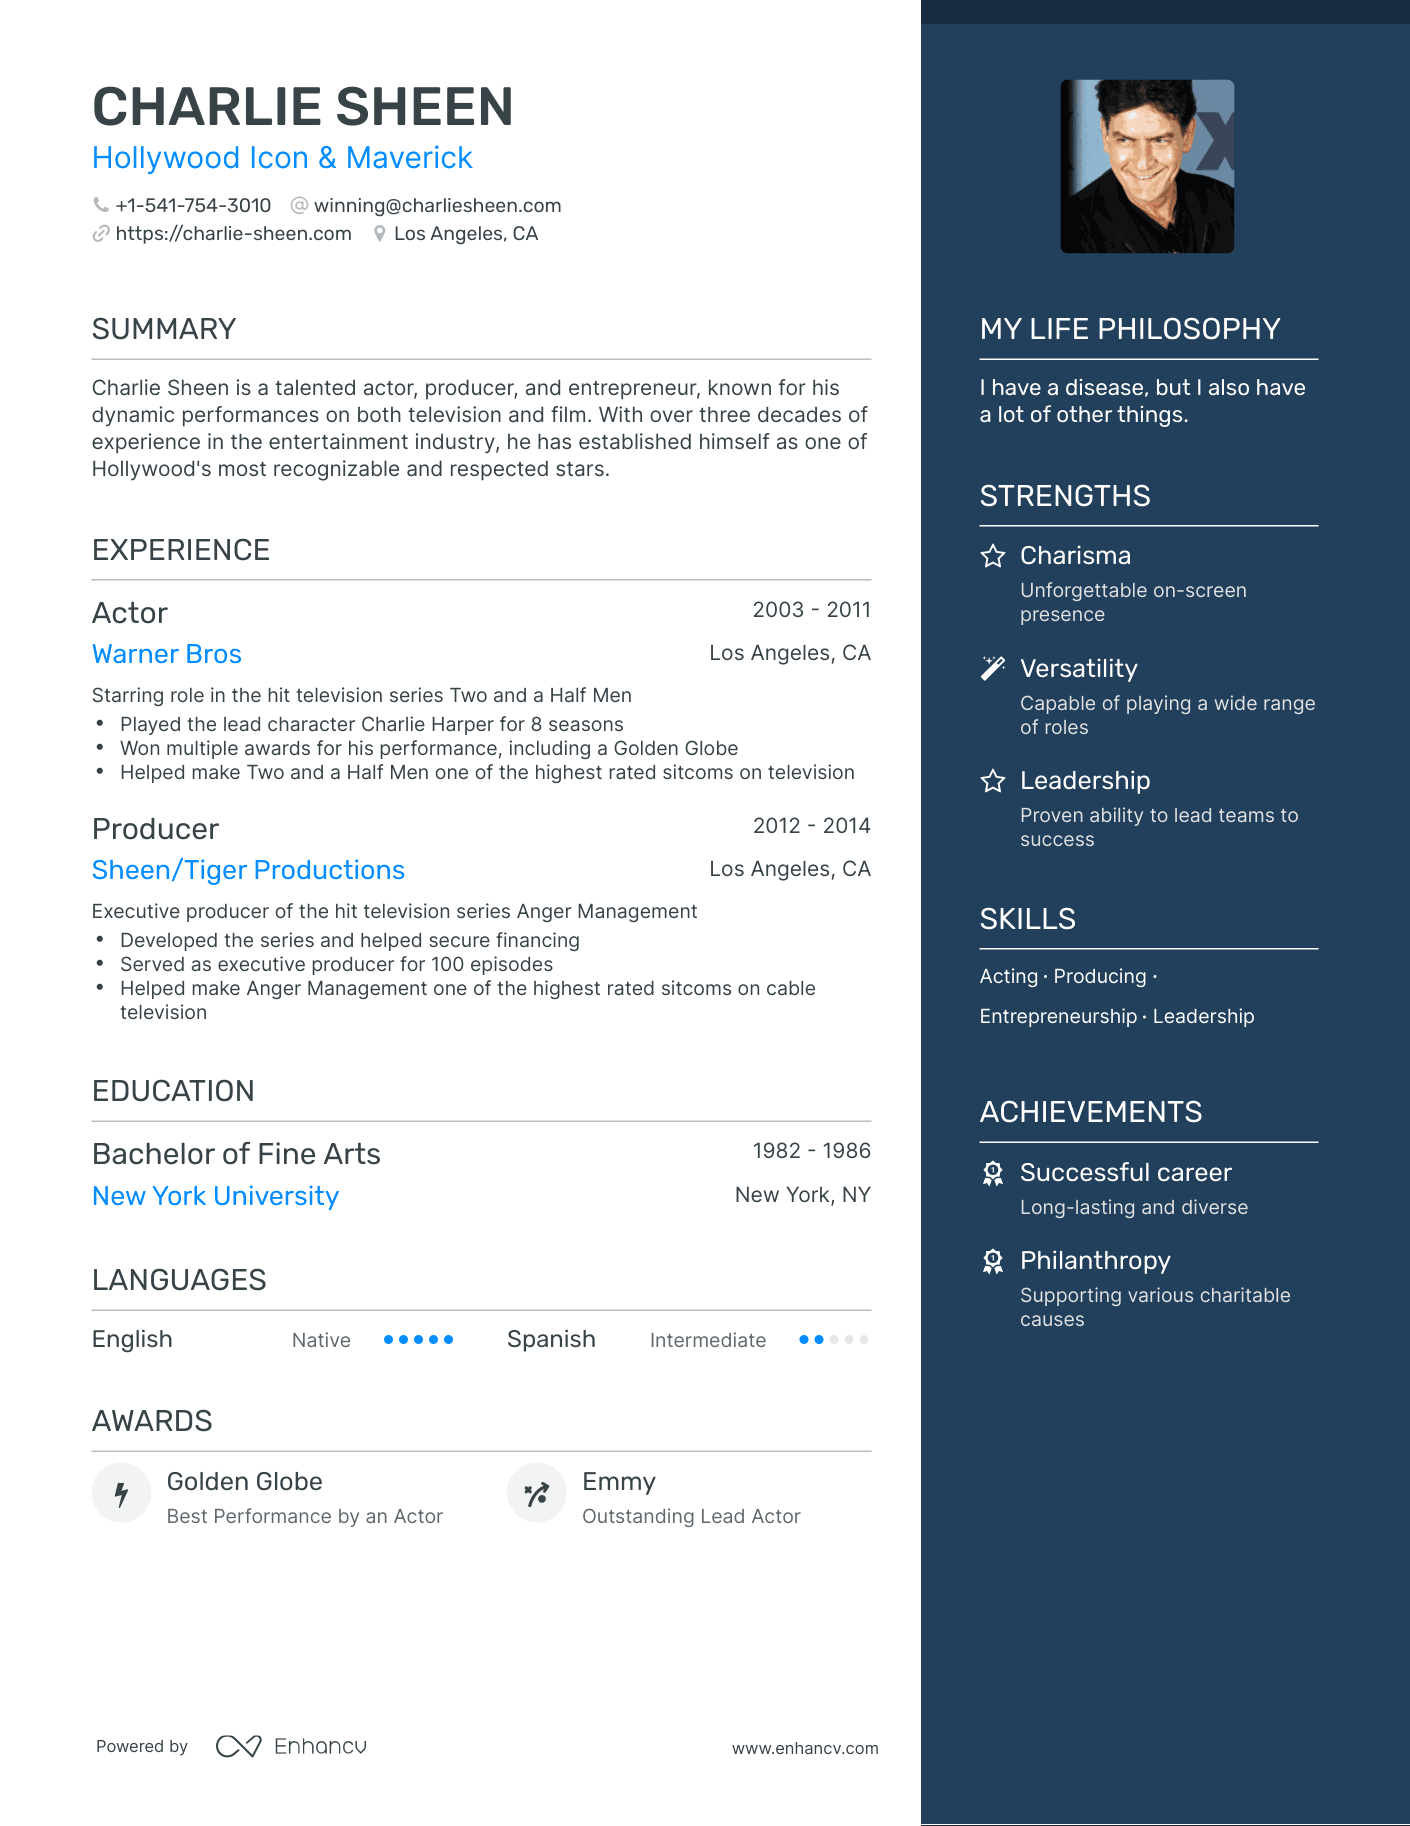 CHARLIE SHEEN
Hollywood Icon & Maverick
+1-541-754-3010 winning@charliesheen.com
https://charlie-sheen.com Los Angeles, CA
SUMMARY
Charlie Sheen is a talented actor, producer, and entrepreneur, known for his
dynamic performances on both television and film. With over three decades of
experience in the entertainment industry, he has established himself as one of
Hollywood's most recognizable and respected stars.
EXPERIENCE
Actor 2003 - 2011
Warner Bros Los Angeles, CA
Starring role in the hit television series Two and a Half Men
• Played the lead character Charlie Harper for 8 seasons
• Won multiple awards for his performance, including a Golden Globe
• Helped make Two and a Half Men one of the highest rated sitcoms on television
Producer 2012 - 2014
Sheen/Tiger Productions Los Angeles, CA
Executive producer of the hit television series Anger Management
• Developed the series and helped secure financing
• Served as executive producer for 100 episodes
• Helped make Anger Management one of the highest rated sitcoms on cable
television
EDUCATION
Bachelor of Fine Arts 1982 - 1986
New York University New York, NY
LANGUAGES
English Native Spanish Intermediate
AWARDS
Golden Globe Emmy
Best Performance by an Actor Outstanding Lead Actor
Powered by Enhancv www.enhancv.com
X
MY LIFE PHILOSOPHY
I have a disease, but I also have
a lot of other things.
STRENGTHS
Charisma
Unforgettable on-screen
presence
Versatility
Capable of playing a wide range
of roles
Leadership
Proven ability to lead teams to
success
SKILLS
Acting · Producing ·
Entrepreneurship · Leadership
ACHIEVEMENTS
Successful career
Long-lasting and diverse
Philanthropy
Supporting various charitable
causes